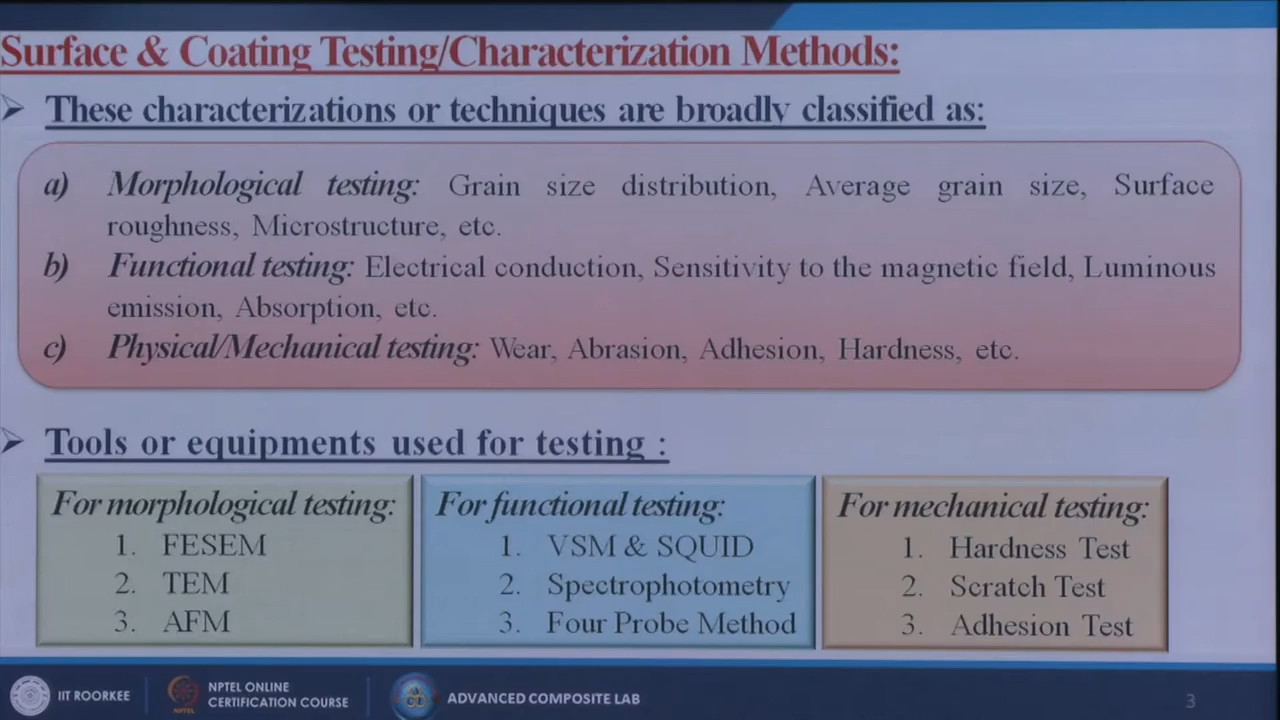 Surface & Coating Testing/Characterization Methods:
➢ These characterizations or techniques are broadly classified as:
a) Morphological testing: Grain size distribution, Average grain size, Surface
roughness, Microstructure, etc.
b) Functional testing: Electrical conduction, Sensitivity to the magnetic field, Luminous
emission, Absorption, etc.
c) Physical/Mechanical testing: Wear, Abrasion, Adhesion, Hardness, etc.
➢ Tools or equipments used for testing :
For morphological testing:
1. FESEM
2. TEM
3. AFM
For functional testing:
1. VSM & SQUID
2. Spectrophotometry
3. Four Probe Method
For mechanical testing:
1. Hardness Test
2. Scratch Test
3. Adhesion Test
IIT ROORKEE
NPTEL ONLINE
CERTIFICATION COURSE
NPTEL
ADVANCED COMPOSITE LAB
3